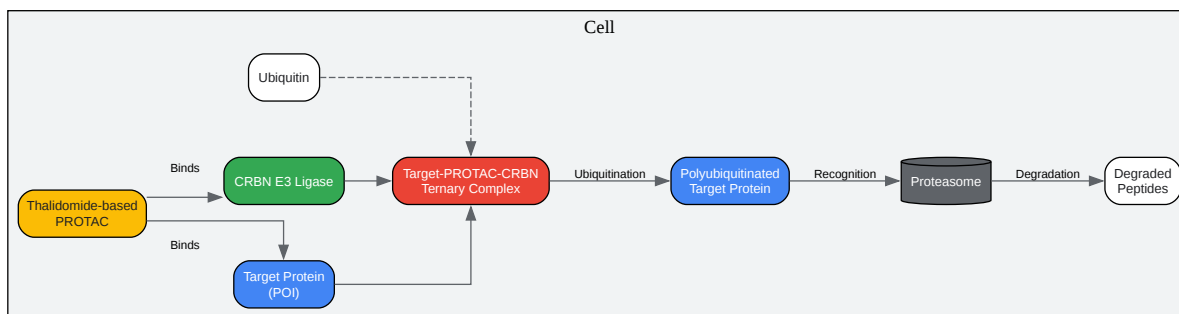 Cell
Ubiquitin
Binds
CRBN E3 Ligase
Target-PROTAC-CRBN
Ternary Complex
Ubiquitination
Polyubiquitinated
Target Protein
Recognition
Proteasome
Degradation
Degraded
Peptides
Thalidomide-based
PROTAC
Binds
Target Protein
(POI)